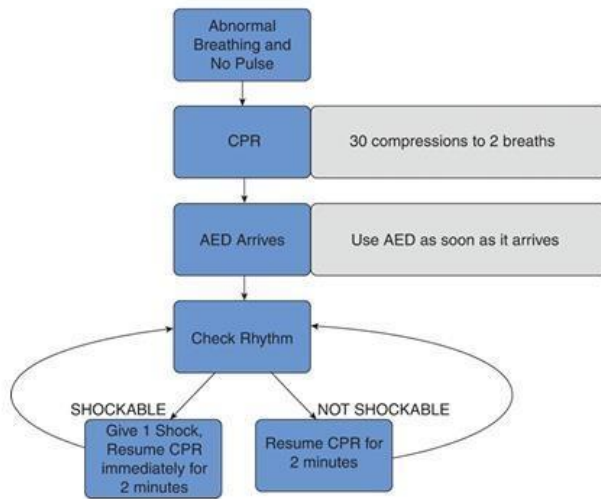 Abnormal
Breathing and
No Pulse
CPR
30 compressions to 2 breaths
AED Arrives
Use AED as soon as it arrives
Check Rhythm
SHOCKABLE
NOT SHOCKABLE
Give 1 Shock,
Resume CPR
immediately for
2 minutes
Resume CPR for
2 minutes